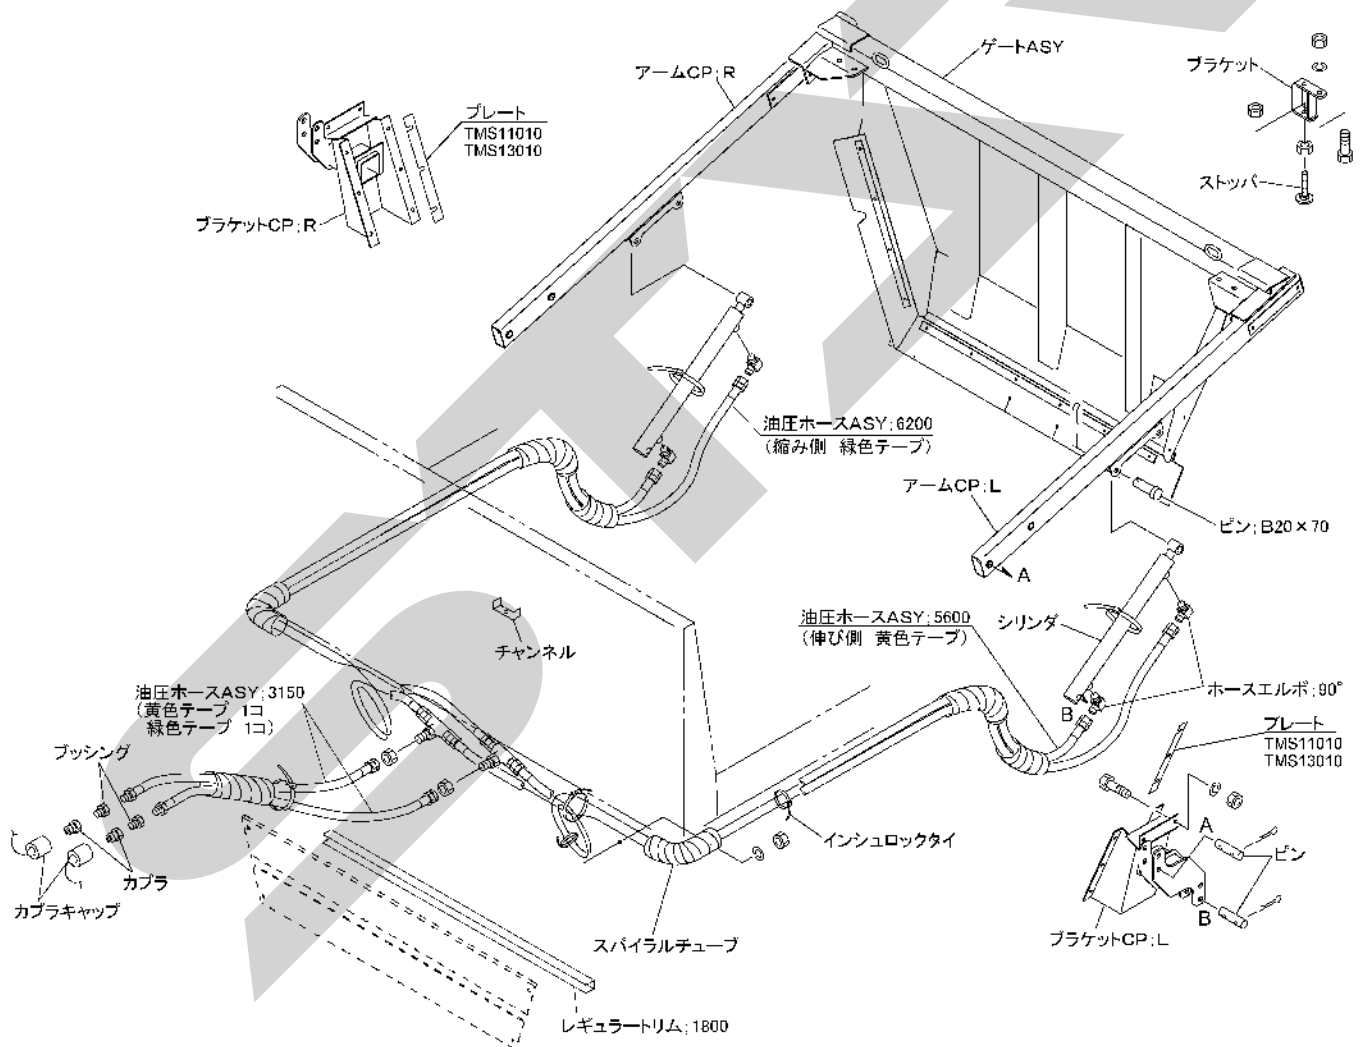 ゲートASY
アームCP;R
ブラケット
プレート
TMS11010
TMS13010
ストッパー
ブラケットCP;R
油圧ホースASY;6200
(縮み側 緑色テープ)
アームCP;L
ピン;B20×70
A
油圧ホースASY;5600
(伸び側 黄色テープ)
シリンダ
チャンネル
油圧ホースASY;3150
(黄色テープ 1コ
緑色テープ 1コ)
ホースエルボ;90°
B
プレート
TMS11010
TMS13010
ブッシング
インシュロックタイ
A
ピン
カプラ
カプラキャップ
B
ブラケットCP;L
スパイラルチューブ
レギュラートリム;1800